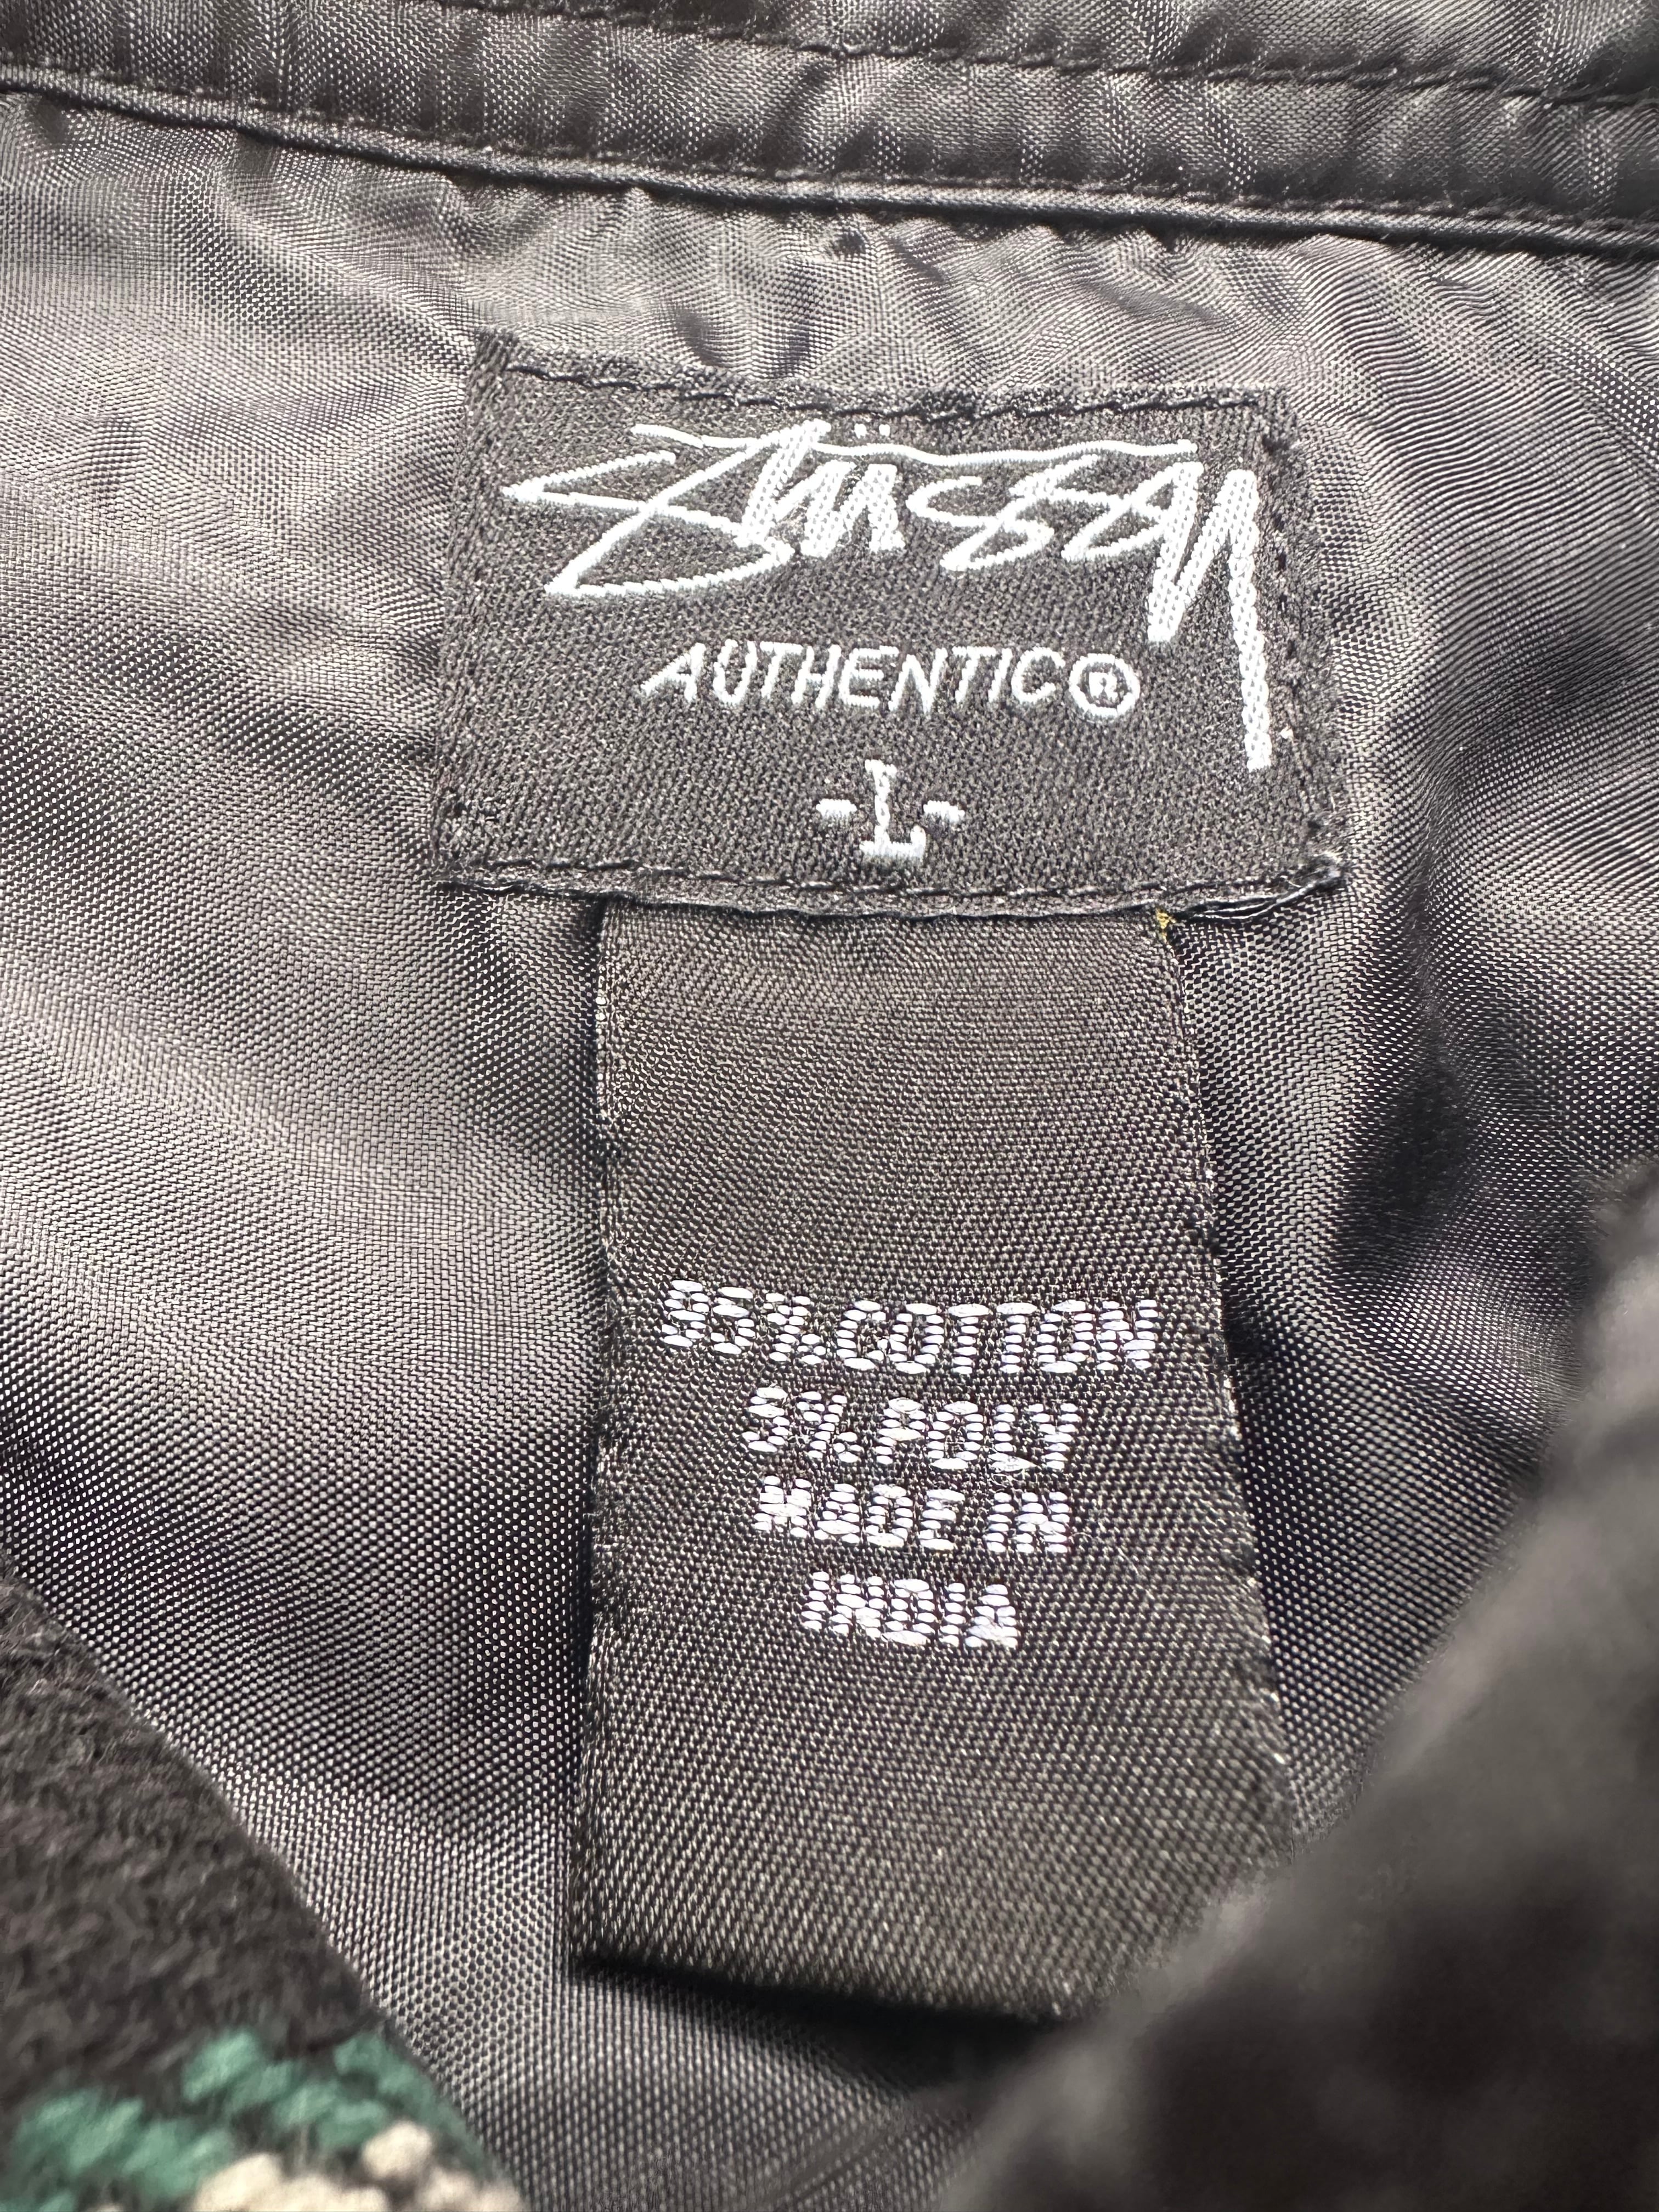 Stüssy
AUTHENTIC®
-L-
95% COTTON
5% POLY
MADE IN
INDIA